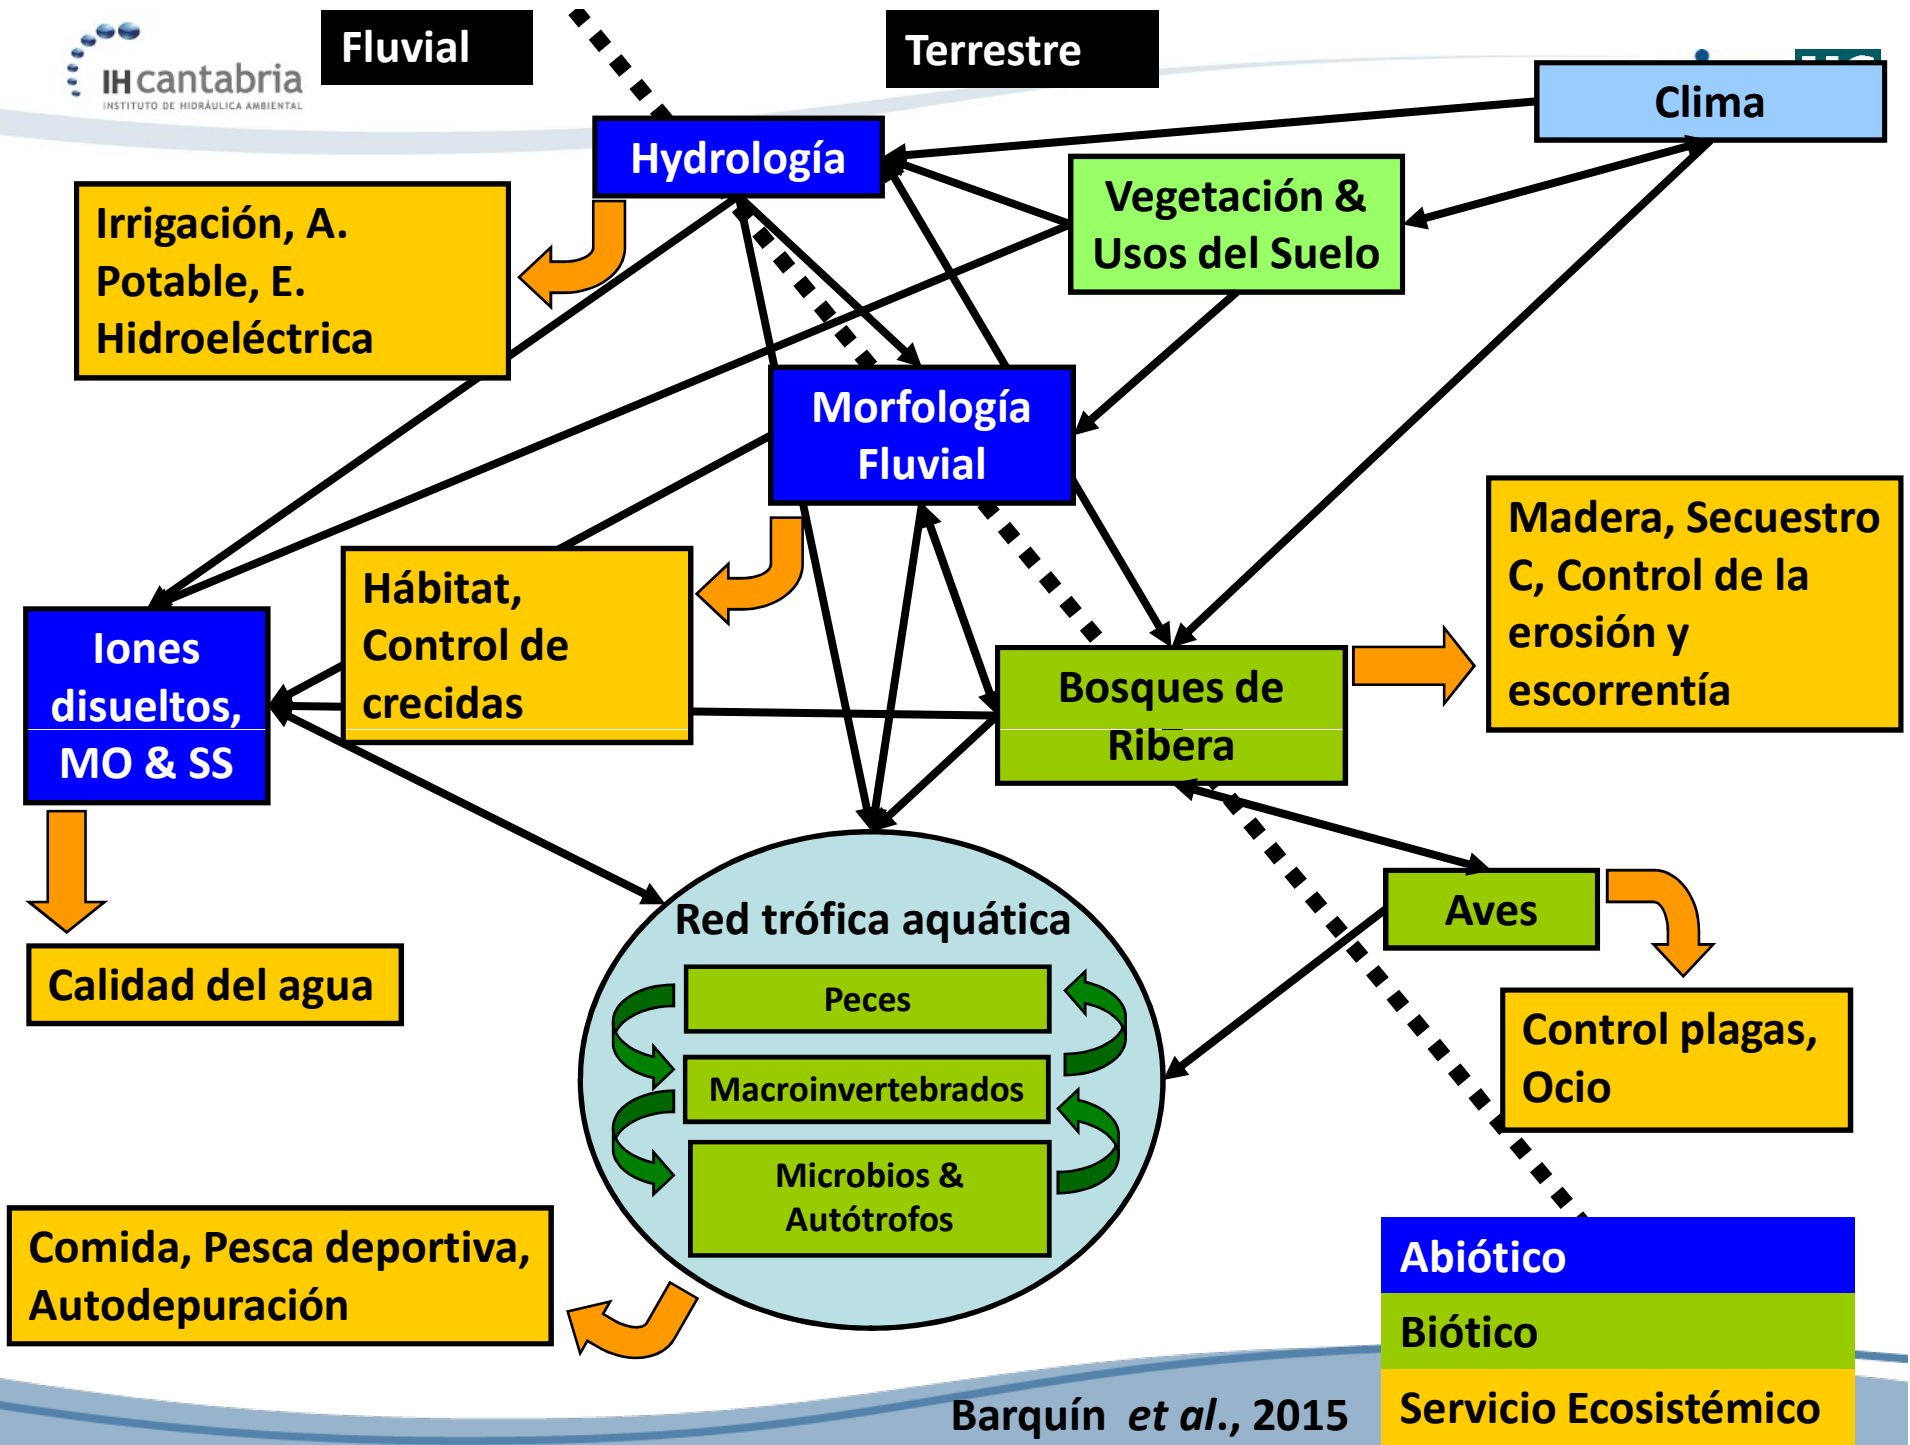 Fluvial
Terrestre
IHcantabria
INSTITUTO DE HIDRÁULICA AMBIENTAL
Clima
Hydrología
Vegetación &
Usos del Suelo
Irrigación, A.
Potable, E.
Hidroeléctrica
Morfología
Fluvial
Madera, Secuestro
C, Control de la
erosión y
escorrentía
Hábitat,
Control de
crecidas
Iones
disueltos,
MO & SS
Bosques de
Ribera
Aves
Red trófica aquática
Calidad del agua
Peces
Control plagas,
Ocio
Macroinvertebrados
Microbios &
Autótrofos
Comida, Pesca deportiva,
Autodepuración
Abiótico
Biótico
Servicio Ecosistémico
Barquín et al., 2015